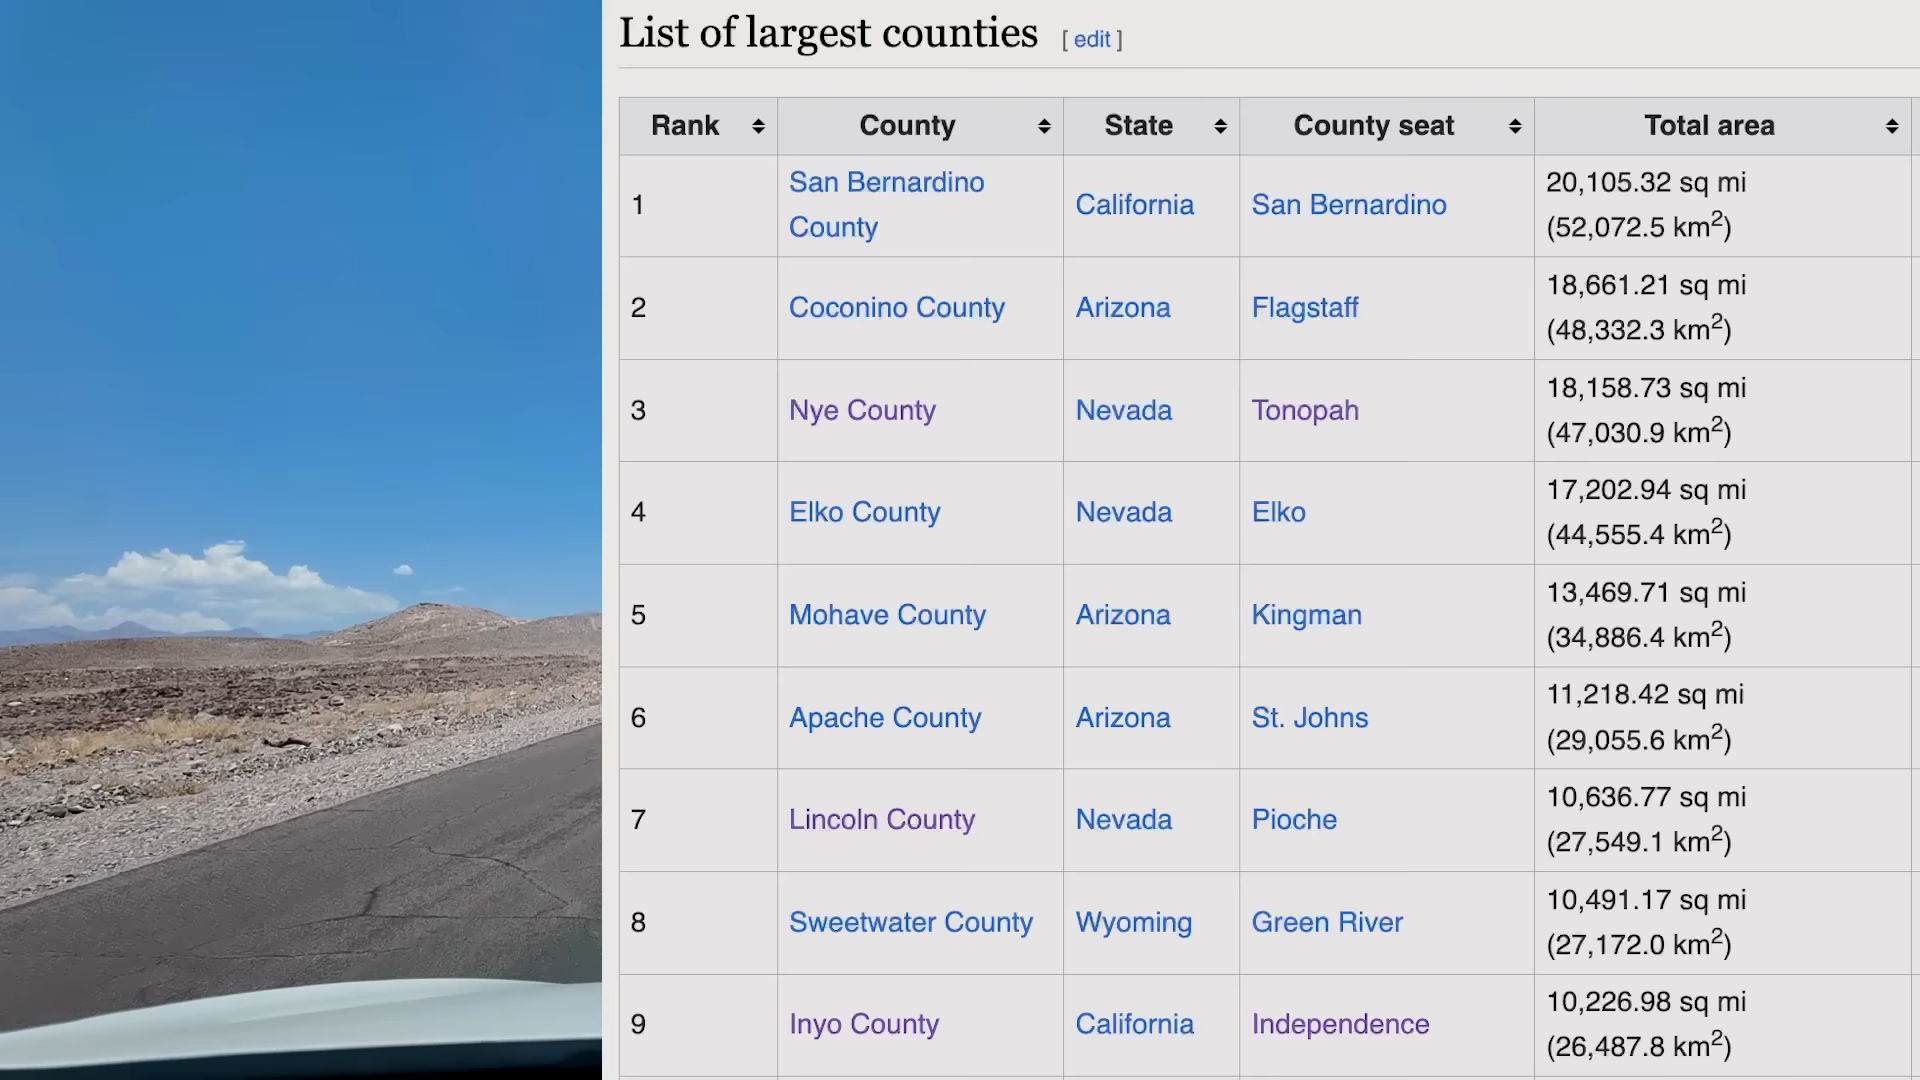 List of largest counties [ edit ]
Rank County State County seat Total area
1 San Bernardino County California San Bernardino 20,105.32 sq mi (52,072.5 km²)
2 Coconino County Arizona Flagstaff 18,661.21 sq mi (48,332.3 km²)
3 Nye County Nevada Tonopah 18,158.73 sq mi (47,030.9 km²)
4 Elko County Nevada Elko 17,202.94 sq mi (44,555.4 km²)
5 Mohave County Arizona Kingman 13,469.71 sq mi (34,886.4 km²)
6 Apache County Arizona St. Johns 11,218.42 sq mi (29,055.6 km²)
7 Lincoln County Nevada Pioche 10,636.77 sq mi (27,549.1 km²)
8 Sweetwater County Wyoming Green River 10,491.17 sq mi (27,172.0 km²)
9 Inyo County California Independence 10,226.98 sq mi (26,487.8 km²)